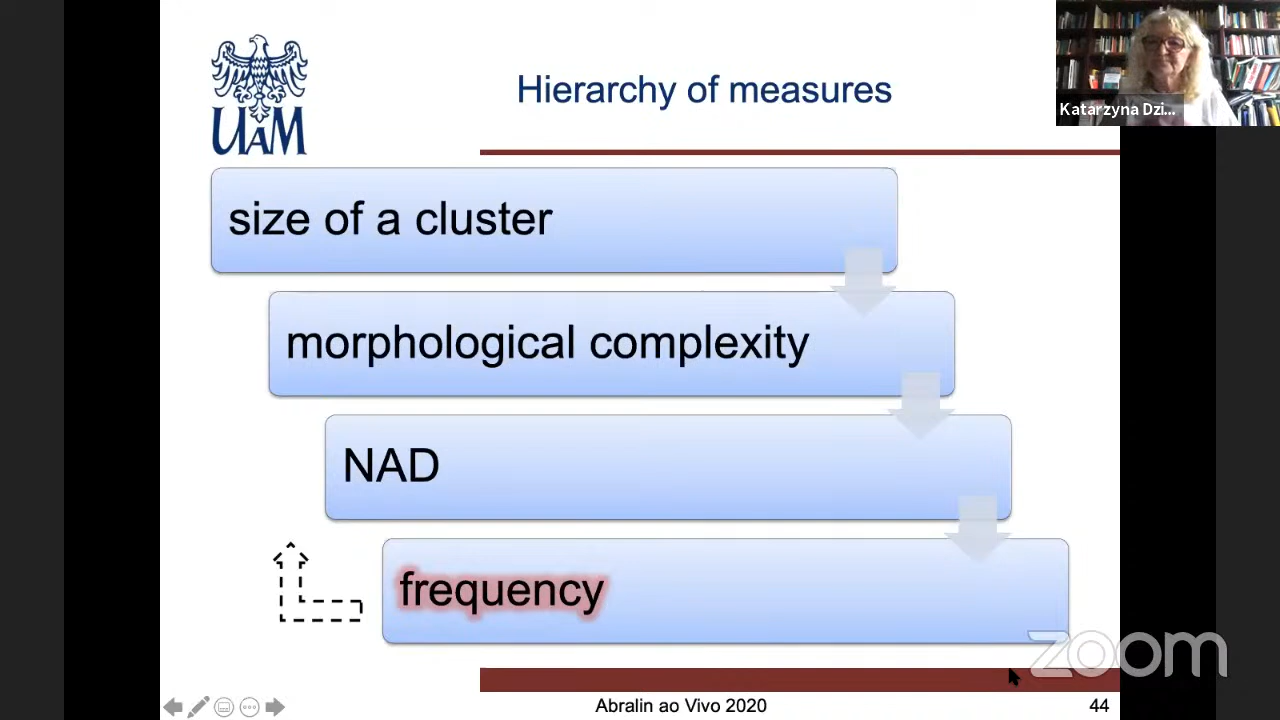 Hierarchy of measures
Katarzyna Dzi...
UAM
size of a cluster
morphological complexity
NAD
frequency
zoom
Abralin ao Vivo 2020
44